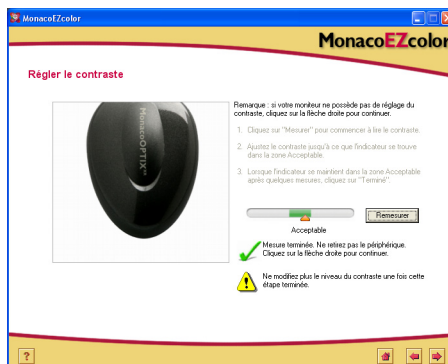 MonacoEZcolor
MonacoEZcolor
Régler le contraste
MonacoOPTIX™
Remarque : si votre moniteur ne possède pas de réglage du
contraste, cliquez sur la flèche droite pour continuer.
1. Cliquez sur "Mesurer" pour commencer à lire le contraste.
2. Ajustez le contraste jusqu'à ce que l'indicateur se trouve
dans la zone Acceptable.
3. Lorsque l'indicateur se maintient dans la zone Acceptable
après quelques mesures, cliquez sur "Terminé".
Remesurer
Acceptable
Mesure terminée. Ne retirez pas le périphérique.
Cliquez sur la flèche droite pour continuer.
Ne modifiez plus le niveau du contraste une fois cette
étape terminée.
?